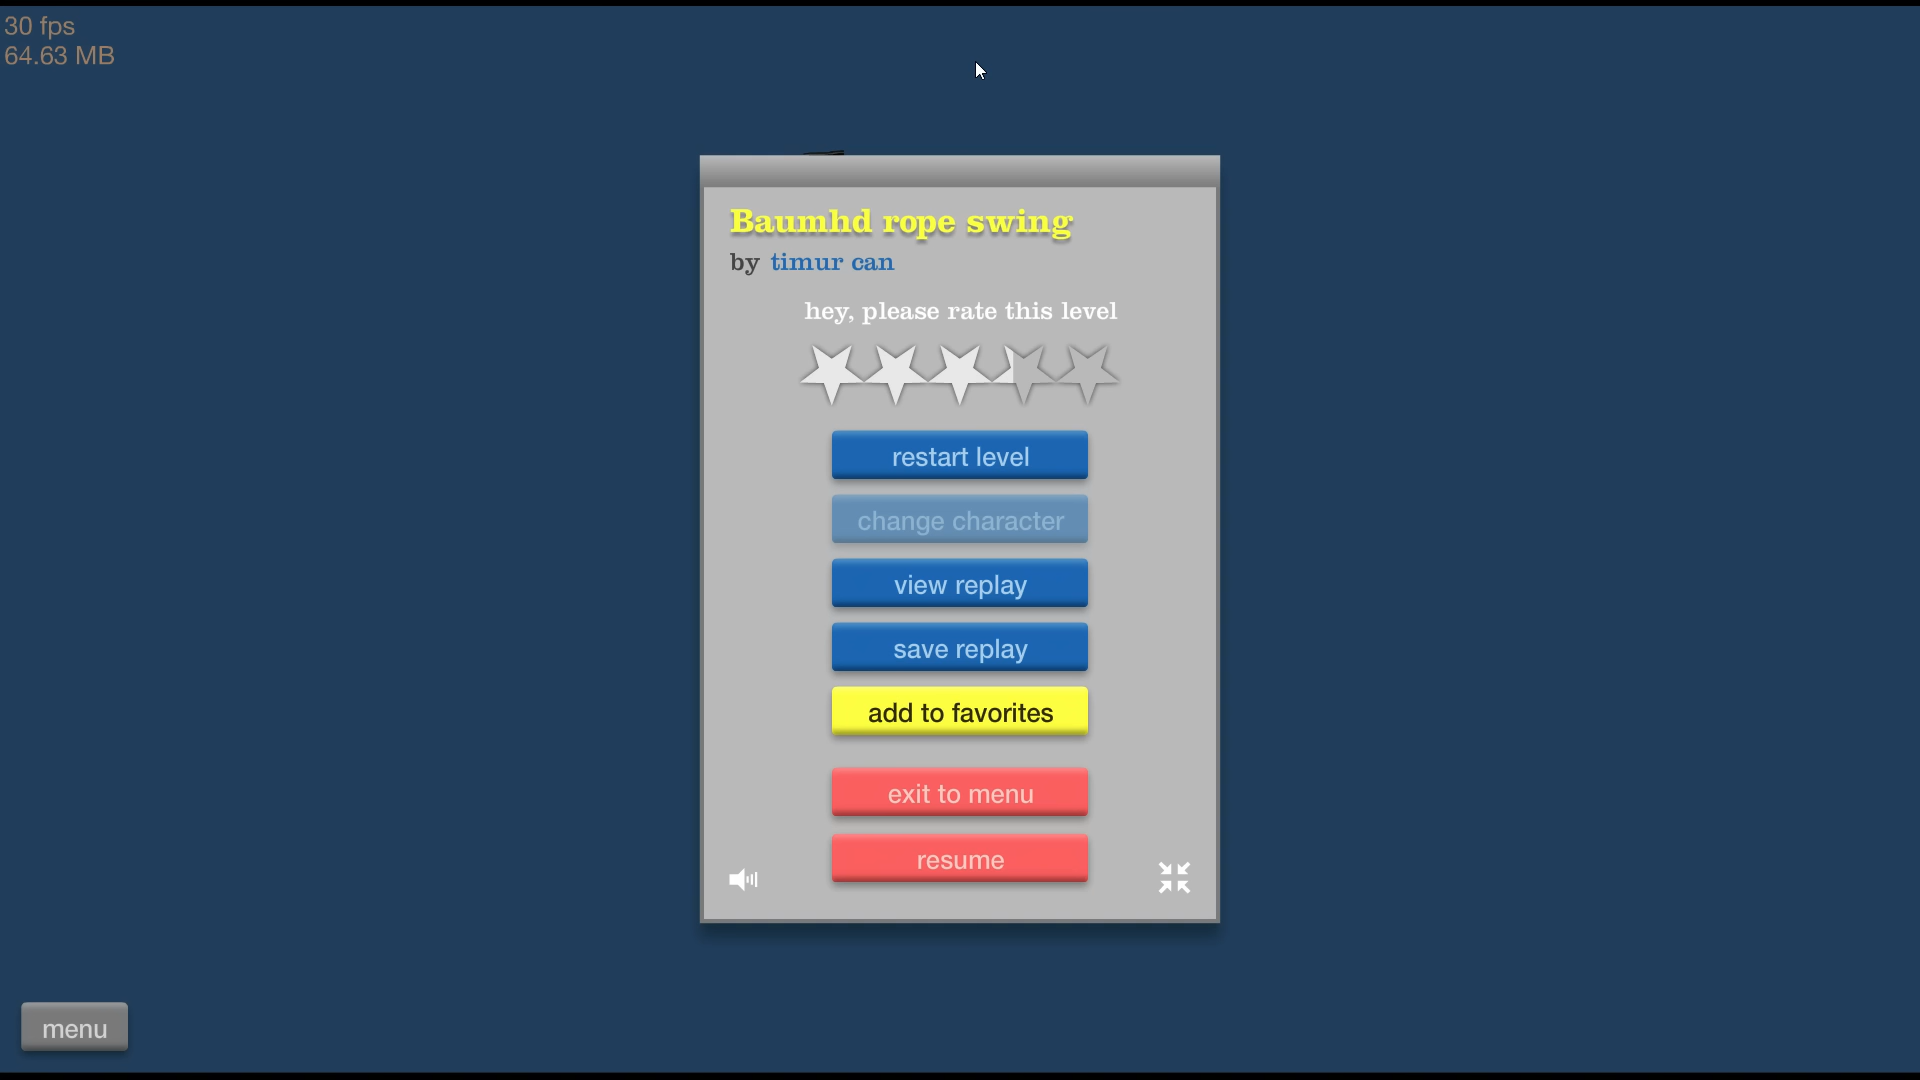 30 fps
64.63 MB
Baumhd rope swing
by timur can
hey, please rate this level
restart level
change character
view replay
save replay
add to favorites
exit to menu
resume
menu